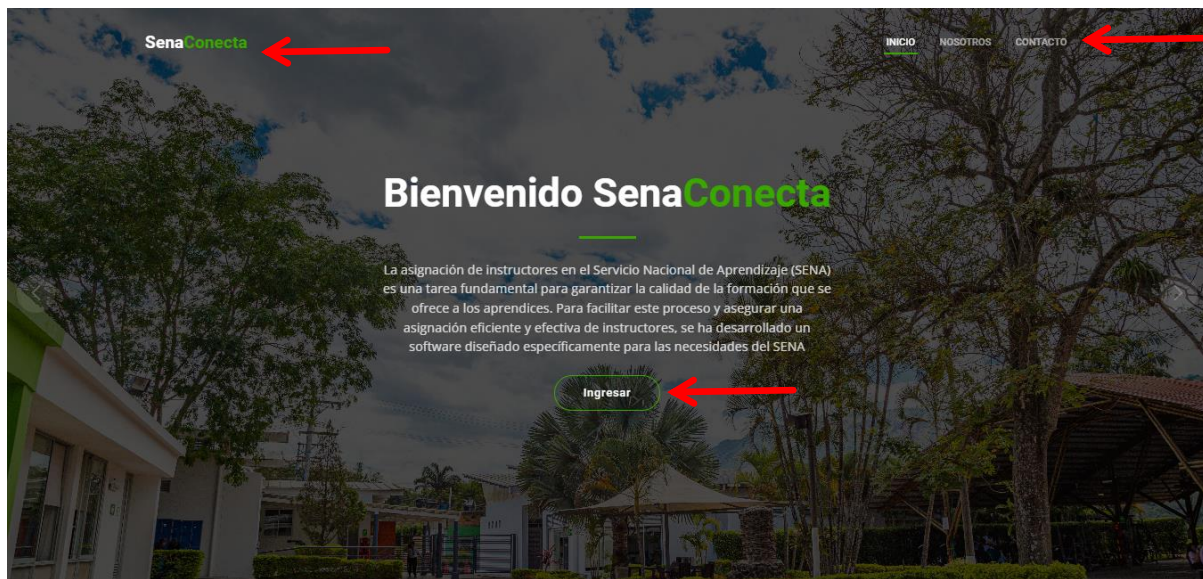 SenaConecta
INICIO NOSOTROS CONTACTO
Bienvenido SenaConecta
La asignación de instructores en el Servicio Nacional de Aprendizaje (SENA)
es una tarea fundamental para garantizar la calidad de la formación que se
ofrece a los aprendices. Para facilitar este proceso y asegurar una
asignación eficiente y efectiva de instructores, se ha desarrollado un
software diseñado específicamente para las necesidades del SENA
Ingresar